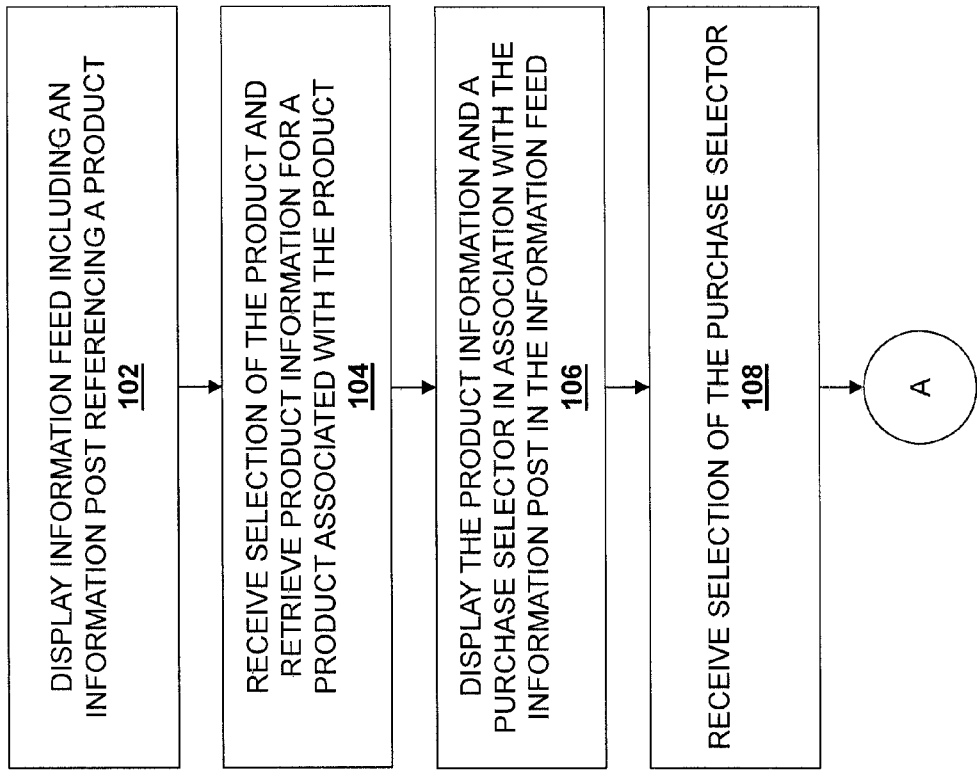 DISPLAY INFORMATION FEED INCLUDING AN
INFORMATION POST REFERENCING A PRODUCT
102
RECEIVE SELECTION OF THE PRODUCT AND
RETRIEVE PRODUCT INFORMATION FOR A
PRODUCT ASSOCIATED WITH THE PRODUCT
104
DISPLAY THE PRODUCT INFORMATION AND A
PURCHASE SELECTOR IN ASSOCIATION WITH THE
INFORMATION POST IN THE INFORMATION FEED
106
RECEIVE SELECTION OF THE PURCHASE SELECTOR
108
A